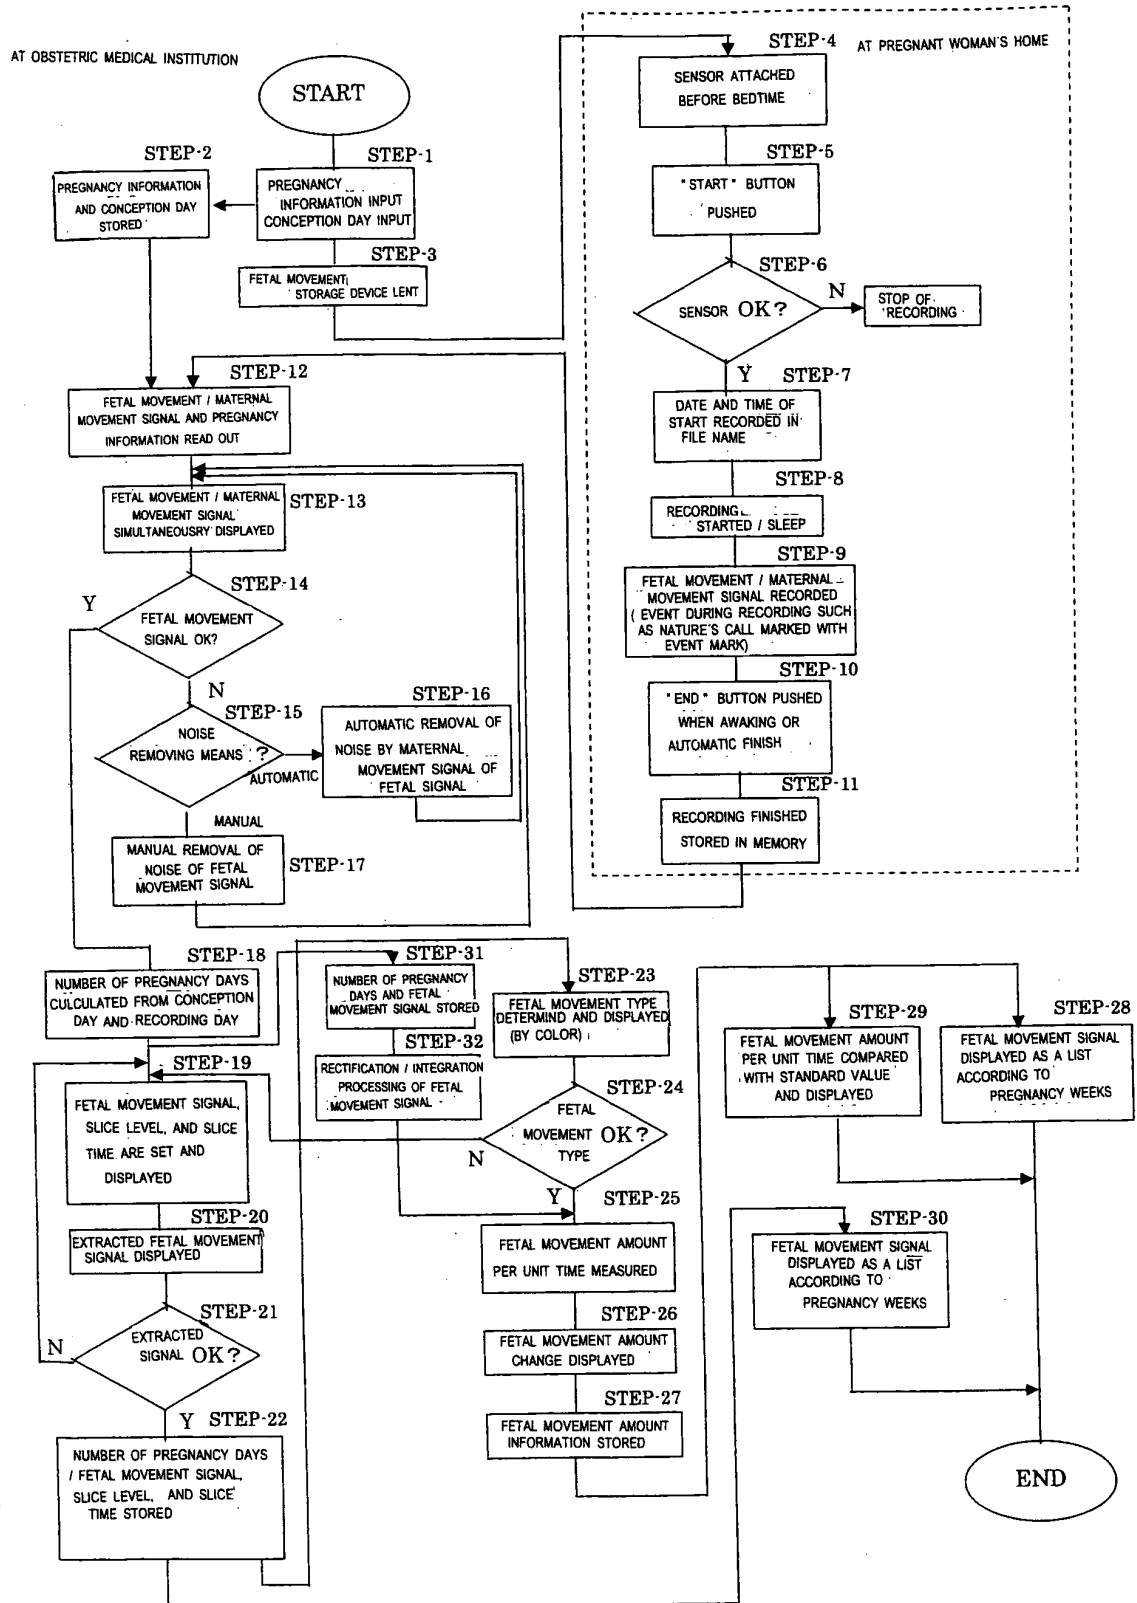 AT OBSTETRIC MEDICAL INSTITUTION
START
STEP-1
PREGNANCY
INFORMATION INPUT
CONCEPTION DAY INPUT
STEP-2
PREGNANCY INFORMATION
AND CONCEPTION DAY
STORED
STEP-3
FETAL MOVEMENT
STORAGE DEVICE LENT
AT PREGNANT WOMAN'S HOME
STEP-4
SENSOR ATTACHED
BEFORE BEDTIME
STEP-5
"START" BUTTON
PUSHED
STEP-6
SENSOR OK?
N
STOP OF
RECORDING
Y
STEP-7
DATE AND TIME OF
START RECORDED IN
FILE NAME
STEP-8
RECORDING
STARTED / SLEEP
STEP-9
FETAL MOVEMENT / MATERNAL
MOVEMENT SIGNAL RECORDED
( EVENT DURING RECORDING SUCH
AS NATURE'S CALL MARKED WITH
EVENT MARK)
STEP-10
"END" BUTTON PUSHED
WHEN AWAKING OR
AUTOMATIC FINISH
STEP-11
RECORDING FINISHED
STORED IN MEMORY
STEP-12
FETAL MOVEMENT / MATERNAL
MOVEMENT SIGNAL AND PREGNANCY
INFORMATION READ OUT
STEP-13
FETAL MOVEMENT / MATERNAL
MOVEMENT SIGNAL
SIMULTANEOUSRY DISPLAYED
STEP-14
Y
FETAL MOVEMENT
SIGNAL OK?
N
STEP-15
NOISE
REMOVING MEANS ?
AUTOMATIC
STEP-16
AUTOMATIC REMOVAL OF
NOISE BY MATERNAL
MOVEMENT SIGNAL OF
FETAL SIGNAL
MANUAL
STEP-17
MANUAL REMOVAL OF
NOISE OF FETAL
MOVEMENT SIGNAL
STEP-18
NUMBER OF PREGNANCY DAYS
CULCULATED FROM CONCEPTION
DAY AND RECORDING DAY
STEP-19
FETAL MOVEMENT SIGNAL,
SLICE LEVEL, AND SLICE
TIME ARE SET AND
DISPLAYED
STEP-20
EXTRACTED FETAL MOVEMENT
SIGNAL DISPLAYED
STEP-21
N
EXTRACTED
SIGNAL OK?
Y
STEP-22
NUMBER OF PREGNANCY DAYS
/ FETAL MOVEMENT SIGNAL,
SLICE LEVEL, AND SLICE
TIME STORED
STEP-31
NUMBER OF PREGNANCY
DAYS AND FETAL
MOVEMENT SIGNAL STORED
STEP-32
RECTIFICATION / INTEGRATION
PROCESSING OF FETAL
MOVEMENT SIGNAL
STEP-23
FETAL MOVEMENT TYPE
DETERMIND AND DISPLAYED
(BY COLOR)
STEP-24
FETAL
MOVEMENT OK?
TYPE
N
Y
STEP-25
FETAL MOVEMENT AMOUNT
PER UNIT TIME MEASURED
STEP-26
FETAL MOVEMENT AMOUNT
CHANGE DISPLAYED
STEP-27
FETAL MOVEMENT AMOUNT
INFORMATION STORED
STEP-29
FETAL MOVEMENT AMOUNT
PER UNIT TIME COMPARED
WITH STANDARD VALUE
AND DISPLAYED
STEP-28
FETAL MOVEMENT SIGNAL
DISPLAYED AS A LIST
ACCORDING TO
PREGNANCY WEEKS
STEP-30
FETAL MOVEMENT SIGNAL
DISPLAYED AS A LIST
ACCORDING TO
PREGNANCY WEEKS
END